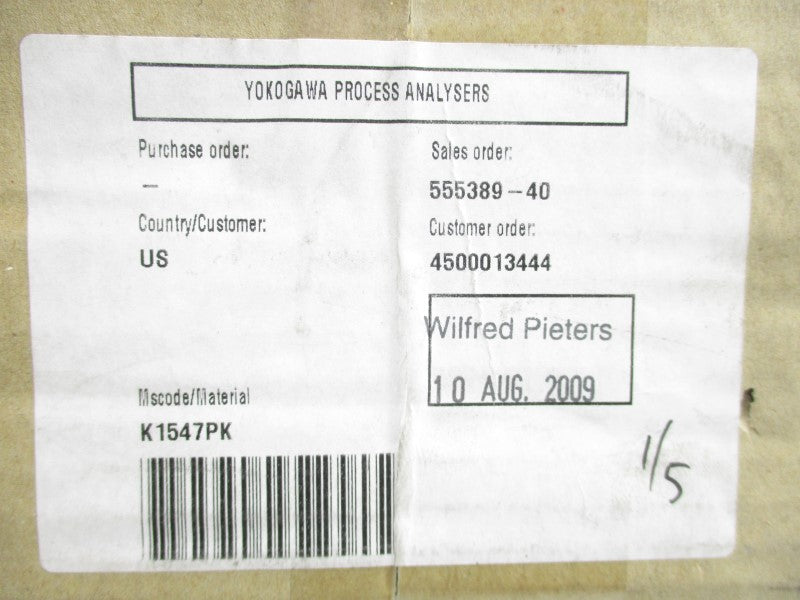 YOKOGAWA PROCESS ANALYSERS
Purchase order:
–
Sales order:
555389-40
Country/Customer:
US
Customer order:
4500013444
Wilfred Pieters
10 AUG. 2009
Mscode/Material
K1547PK
1/5